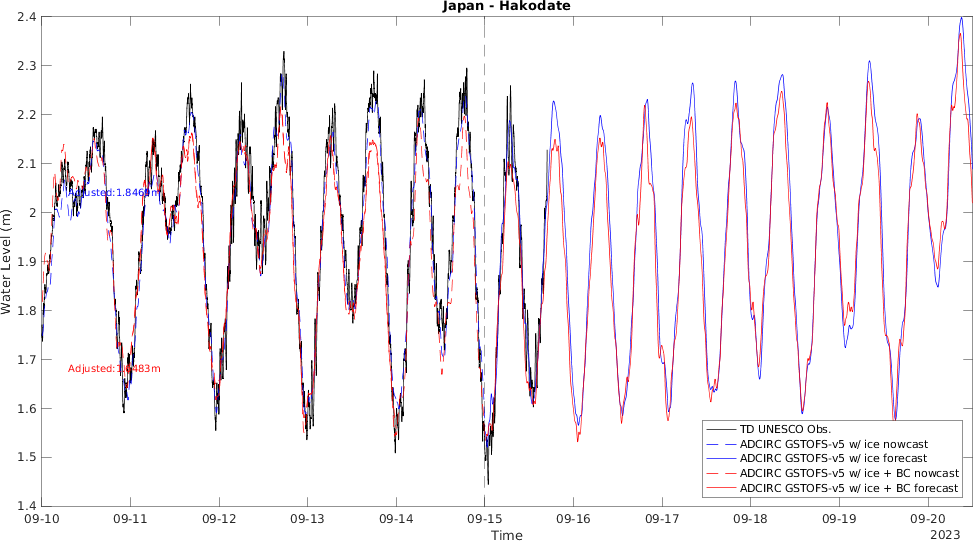 Japan - Hakodate
2.4
2.3
2.2
2.1
2
1.9
1.8
1.7
1.6
1.5
1.4
Water Level (m)
Adjusted:
Adjusted:
09-10
09-11
09-12
09-13
09-14
09-15
09-16
09-17
09-18
09-19
09-20
2023
Time
TD UNESCO Obs.
ADCIRC GSTOFS-v5 w/ ice nowcast
ADCIRC GSTOFS-v5 w/ ice forecast
ADCIRC GSTOFS-v5 w/ ice + BC nowcast
ADCIRC GSTOFS-v5 w/ ice + BC forecast